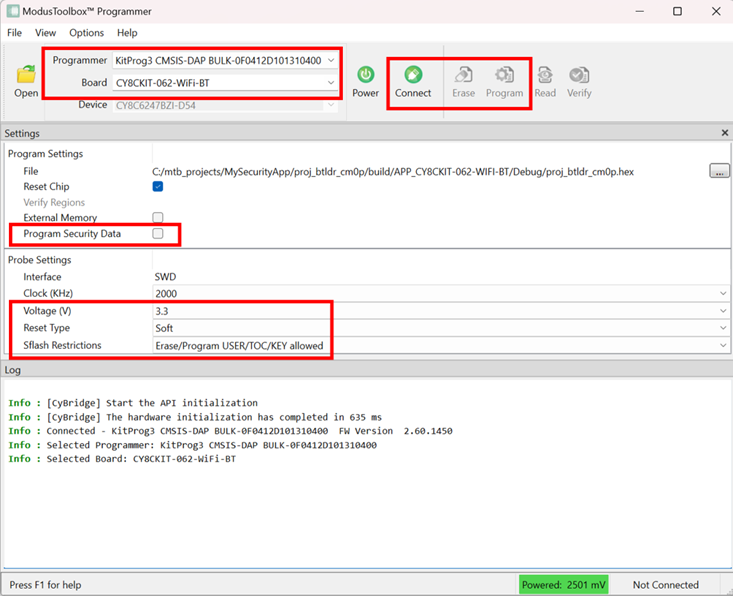 ModusToolbox™ Programmer
File View Options Help
Open
Programmer KitProg3 CMSIS-DAP BULK-0F0412D101310400
Board CY8CKIT-062-WiFi-BT
Device CY8C6247BZI-D54
Power Connect Erase Program Read Verify
Settings
Program Settings
File C:/mtb_projects/MySecurityApp/proj_btldr_cm0p/build/APP_CY8CKIT-062-WIFI-BT/Debug/proj_btldr_cm0p.hex ...
Reset Chip
Verify Regions
External Memory
Program Security Data
Probe Settings
Interface SWD
Clock (KHz) 2000
Voltage (V) 3.3
Reset Type Soft
Sflash Restrictions Erase/Program USER/TOC/KEY allowed
Log
Info : [CyBridge] Start the API initialization
Info : [CyBridge] The hardware initialization has completed in 635 ms
Info : Connected - KitProg3 CMSIS-DAP BULK-0F0412D101310400 FW Version 2.60.1450
Info : Selected Programmer: KitProg3 CMSIS-DAP BULK-0F0412D101310400
Info : Selected Board: CY8CKIT-062-WiFi-BT
Press F1 for help
Powered: 2501 mV
Not Connected